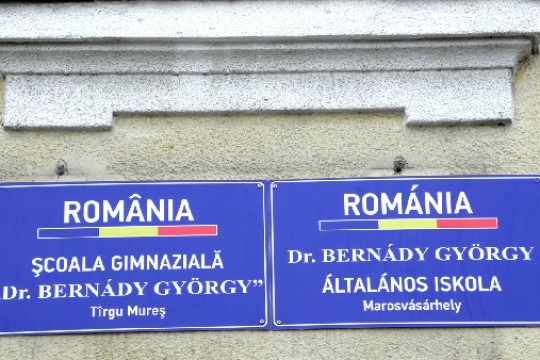 ROMÂNIA
ŞCOALA GIMNAZIALĂ
„Dr. BERNÁDY GYÖRGY”
Tîrgu Mureş
ROMÁNIA
Dr. BERNÁDY GYÖRGY
ÁLTALÁNOS ISKOLA
Marosvásárhely